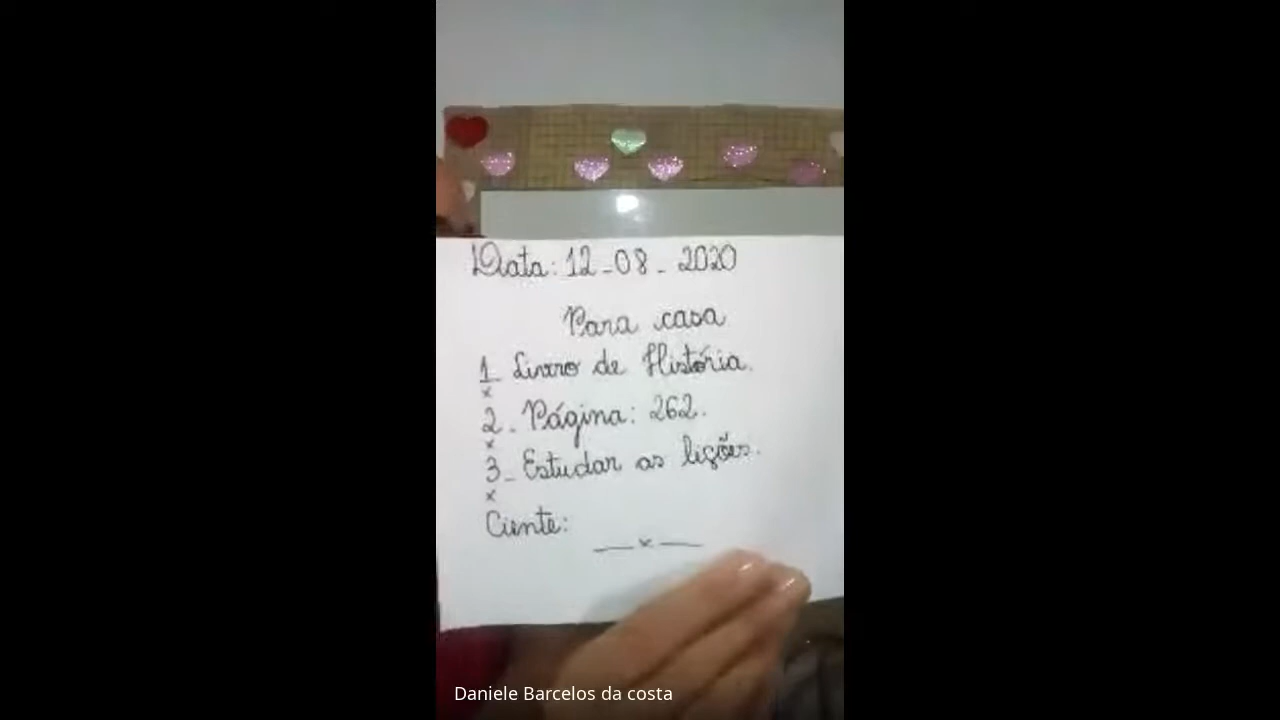 Data: 12-08-2020
Para casa
1- Livro de História.
x
2- Página: 262.
x
3- Estudar as lições.
x
Ciente:
—x—
Daniele Barcelos da costa